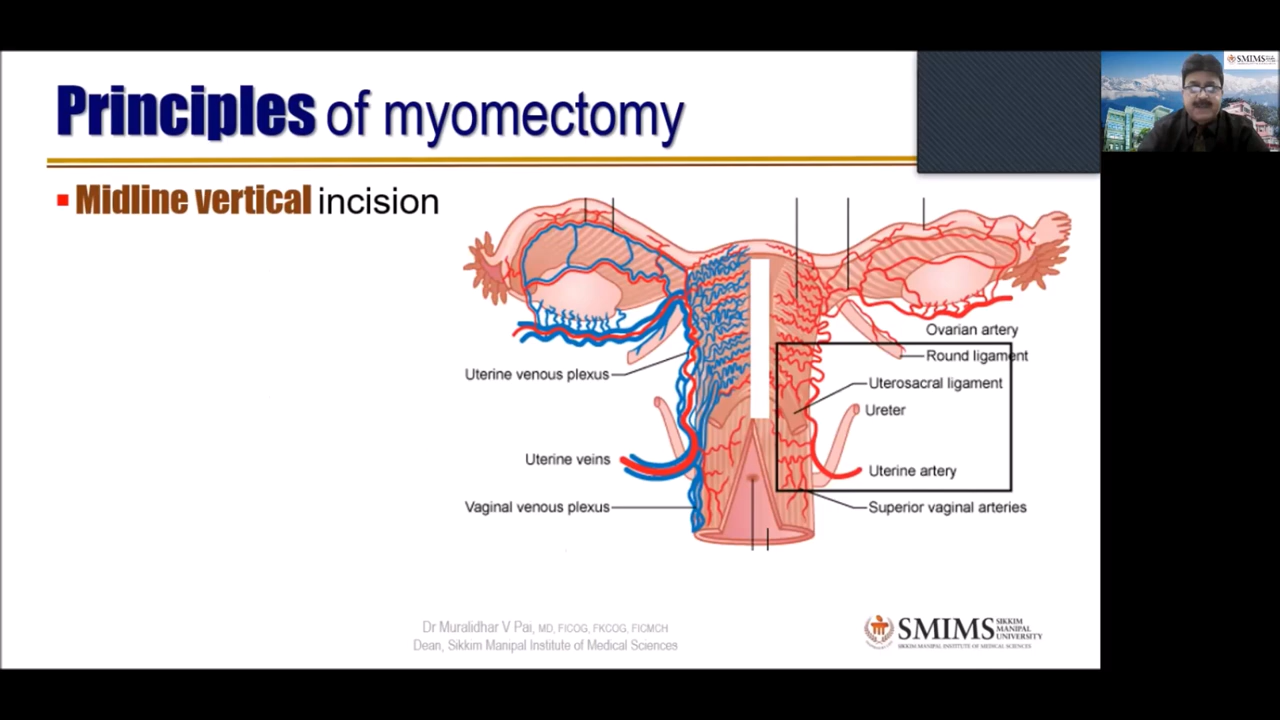 SMIMS
Principles of myomectomy
Midline vertical incision
Ovarian artery
Round ligament
Uterine venous plexus
Uterosacral ligament
Ureter
Uterine veins
Uterine artery
Vaginal venous plexus
Superior vaginal arteries
Dr Muralidhar V Pai, MD, FICOG, FKCOG, FICMCH
Dean, Sikkim Manipal Institute of Medical Sciences
SMIMS
SIKKIM
MANIPAL
UNIVERSITY
SIKKIM MANIPAL INSTITUTE OF MEDICAL SCIENCES